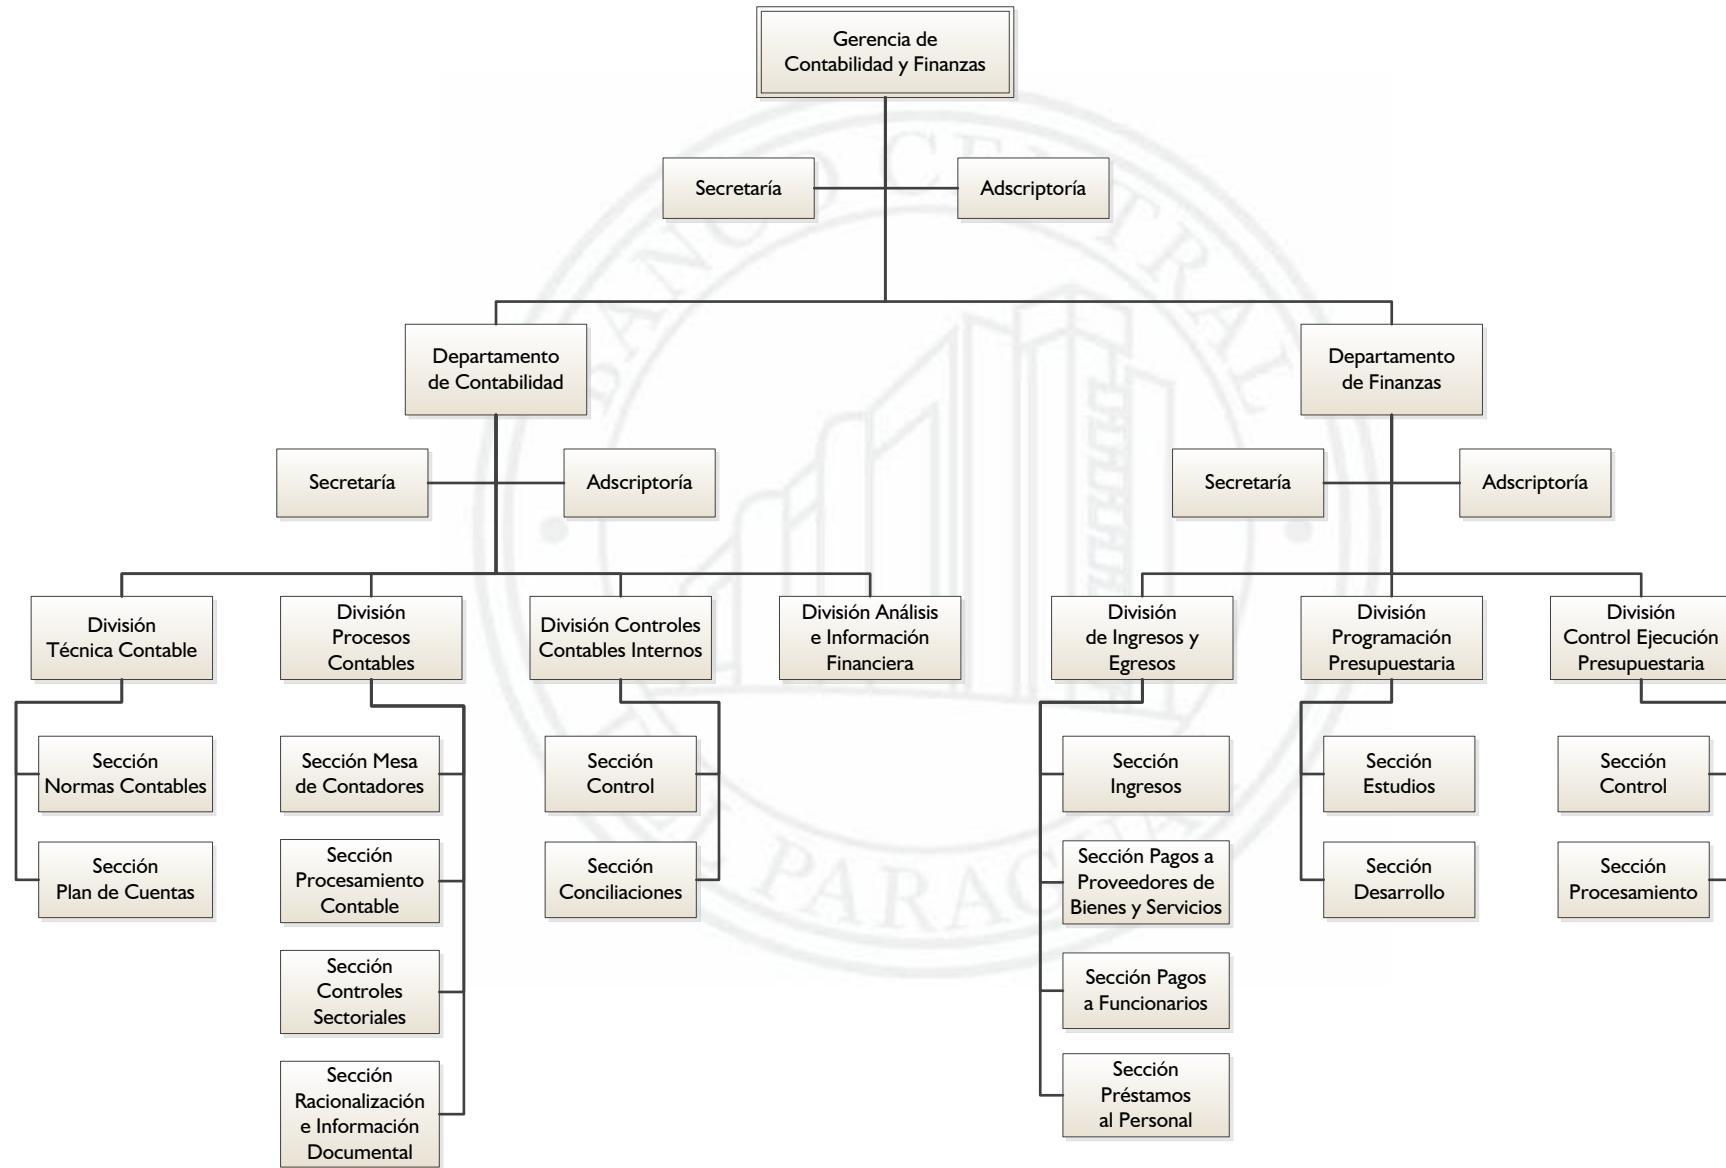 Gerencia de
Contabilidad y Finanzas
Secretaría
Adscriptoría
Departamento
de Contabilidad
Departamento
de Finanzas
Secretaría
Adscriptoría
Secretaría
Adscriptoría
División
Técnica Contable
División
Procesos
Contables
División Controles
Contables Internos
División Análisis
e Información
Financiera
División
de Ingresos y
Egresos
División
Programación
Presupuestaria
División
Control Ejecución
Presupuestaria
Sección
Normas Contables
Sección Mesa
de Contadores
Sección
Control
Sección
Ingresos
Sección
Estudios
Sección
Control
Sección
Plan de Cuentas
Sección
Procesamiento
Contable
Sección
Conciliaciones
Sección Pagos a
Proveedores de
Bienes y Servicios
Sección
Desarrollo
Sección
Procesamiento
Sección
Controles
Sectoriales
Sección Pagos
a Funcionarios
Sección
Racionalización
e Información
Documental
Sección
Préstamos
al Personal
BANCO CENTRAL
DEL PARAGUAY